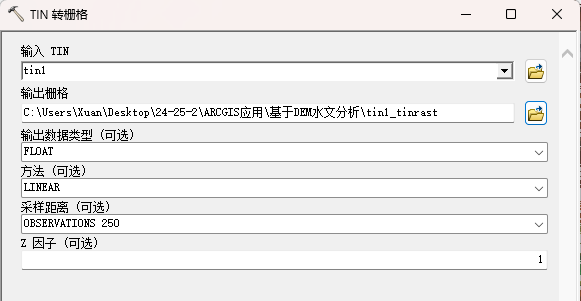 TIN 转栅格
输入 TIN
tin1
输出栅格
C:\Users\Xuan\Desktop\24-25-2\ARCGIS应用\基于DEM水文分析\tin1_tinrast
输出数据类型 (可选)
FLOAT
方法 (可选)
LINEAR
采样距离 (可选)
OBSERVATIONS 250
Z 因子 (可选)
1